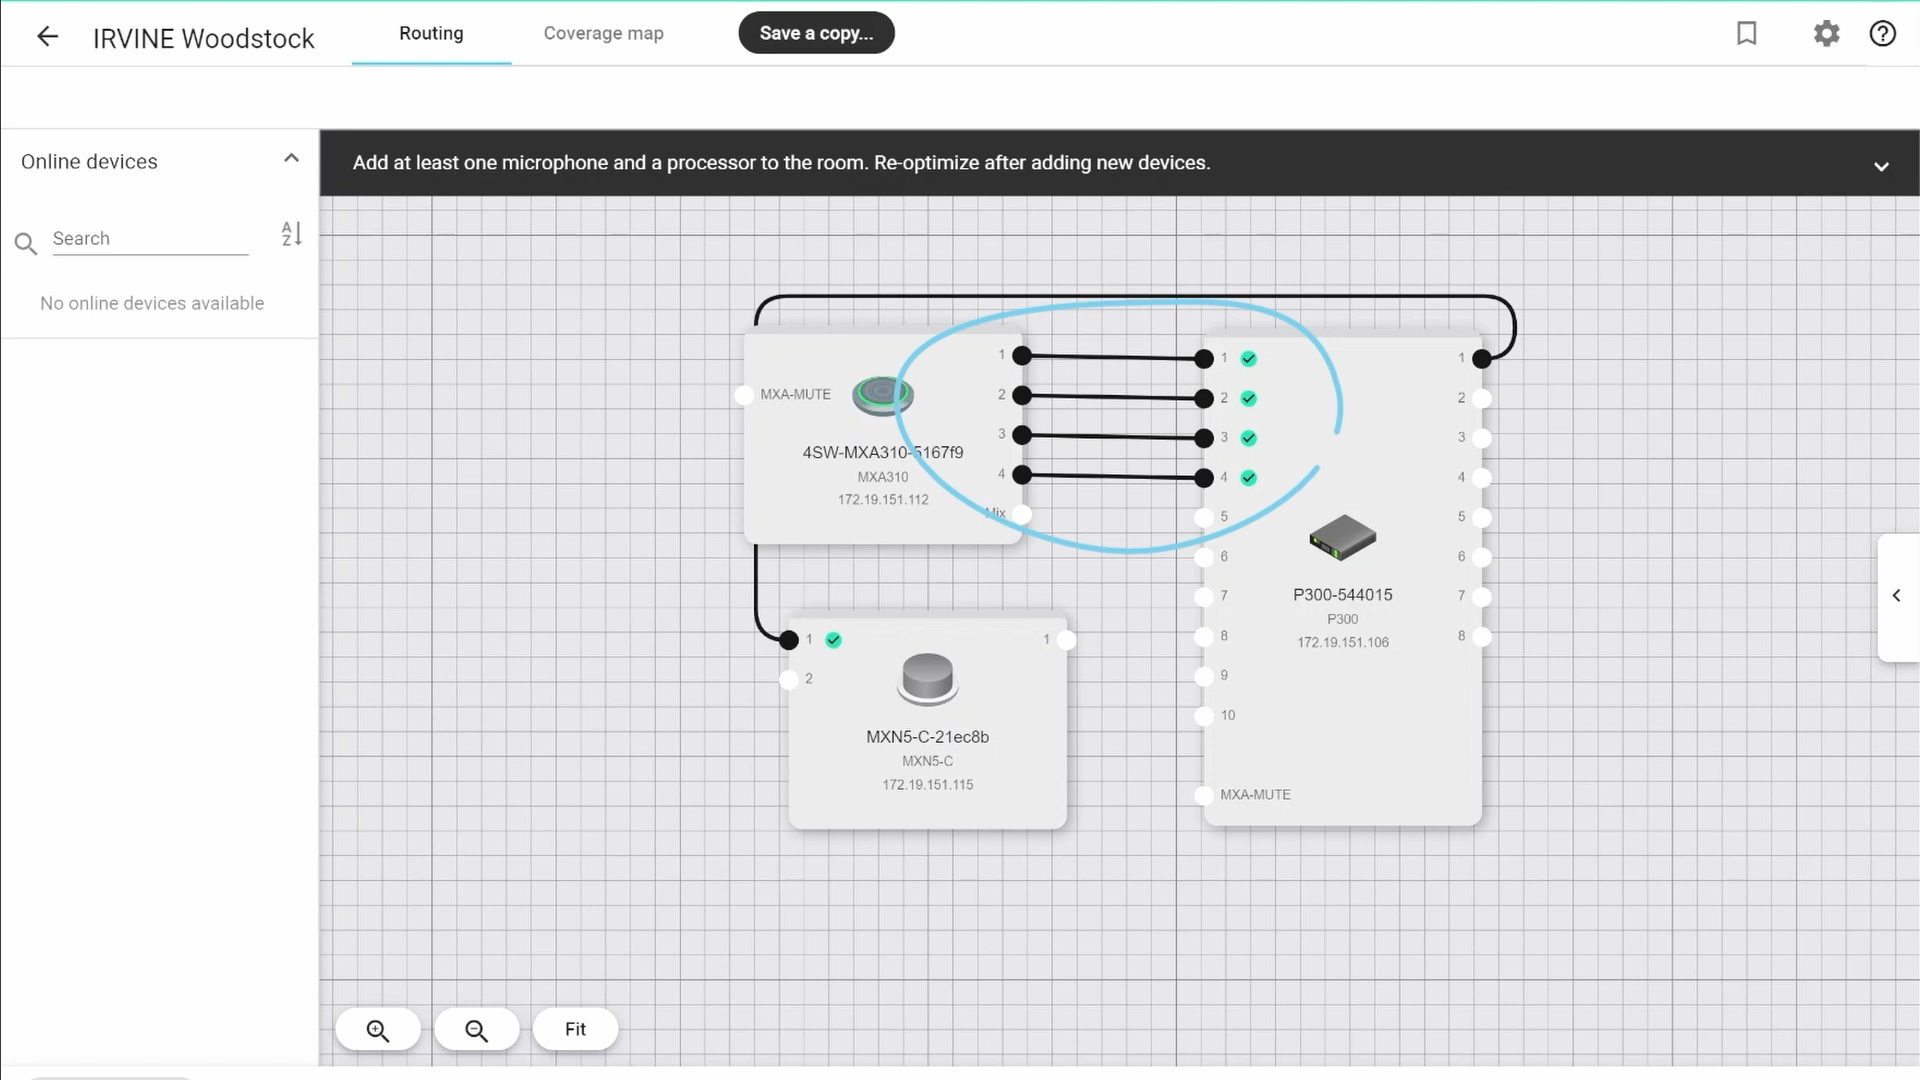 IRVINE Woodstock
Routing
Coverage map
Save a copy...
Online devices
Add at least one microphone and a processor to the room. Re-optimize after adding new devices.
Search
A
Z
No online devices available
MXA-MUTE
1
2
3
4
Mix
4SW-MXA310-5167f9
MXA310
172.19.151.112
1
2
3
4
5
6
7
8
9
10
MXA-MUTE
P300-544015
P300
172.19.151.106
1
2
3
4
5
6
7
8
1
2
1
MXN5-C-21ec8b
MXN5-C
172.19.151.115
Fit